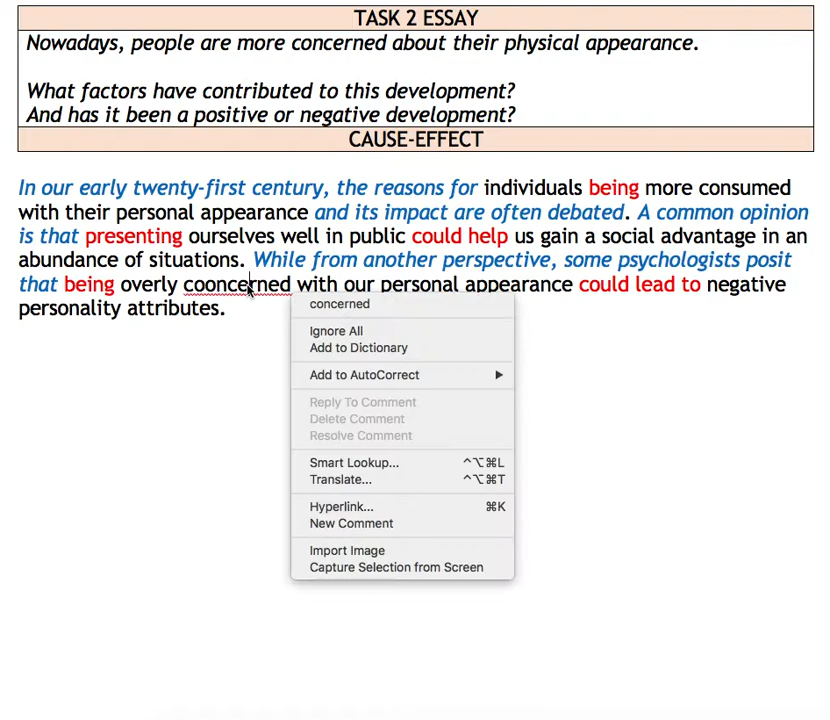 TASK 2 ESSAY
Nowadays, people are more concerned about their physical appearance.
What factors have contributed to this development?
And has it been a positive or negative development?
CAUSE-EFFECT
In our early twenty-first century, the reasons for individuals being more consumed
with their personal appearance and its impact are often debated. A common opinion
is that presenting ourselves well in public could help us gain a social advantage in an
abundance of situations. While from another perspective, some psychologists posit
that being overly cooncerned with our personal appearance could lead to negative
personality attributes.
concerned
Ignore All
Add to Dictionary
Add to AutoCorrect ▶
Reply To Comment
Delete Comment
Resolve Comment
Smart Lookup... ^⌥⌘L
Translate... ^⌥⌘T
Hyperlink... ⌘K
New Comment
Import Image
Capture Selection from Screen